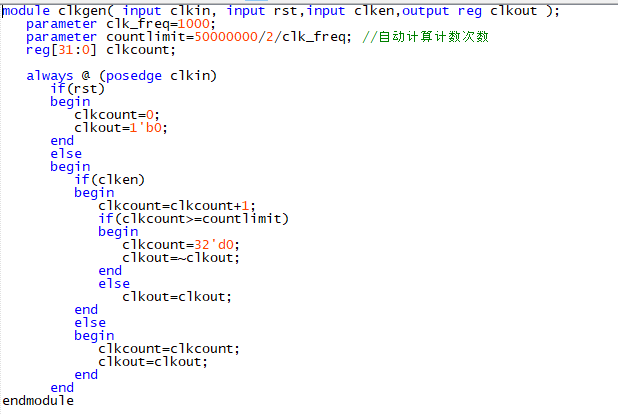 module clkgen( input clkin, input rst,input clken,output reg clkout );
parameter clk_freq=1000;
parameter countlimit=50000000/2/clk_freq; //自动计算计数次数
reg[31:0] clkcount;
always @ (posedge clkin)
if(rst)
begin
clkcount=0;
clkout=1'b0;
end
else
begin
if(clken)
begin
clkcount=clkcount+1;
if(clkcount>=countlimit)
begin
clkcount=32'd0;
clkout=~clkout;
end
else
clkout=clkout;
end
else
begin
clkcount=clkcount;
clkout=clkout;
end
end
endmodule